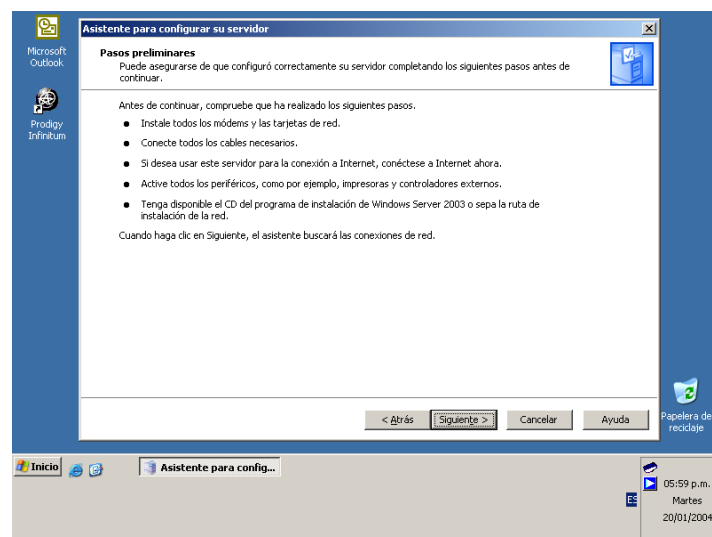 Microsoft
Outlook
Prodigy
Infinitum
Asistente para configurar su servidor
Pasos preliminares
Puede asegurarse de que configuró correctamente su servidor completando los siguientes pasos antes de
continuar.
Antes de continuar, compruebe que ha realizado los siguientes pasos.
Instale todos los módems y las tarjetas de red.
Conecte todos los cables necesarios.
Si desea usar este servidor para la conexión a Internet, conéctese a Internet ahora.
Active todos los periféricos, como por ejemplo, impresoras y controladores externos.
Tenga disponible el CD del programa de instalación de Windows Server 2003 o sepa la ruta de
instalación de la red.
Cuando haga clic en Siguiente, el asistente buscará las conexiones de red.
< Atrás Siguiente > Cancelar Ayuda
Papelera de
reciclaje
Inicio
Asistente para config...
ES
05:59 p.m.
Martes
20/01/2004